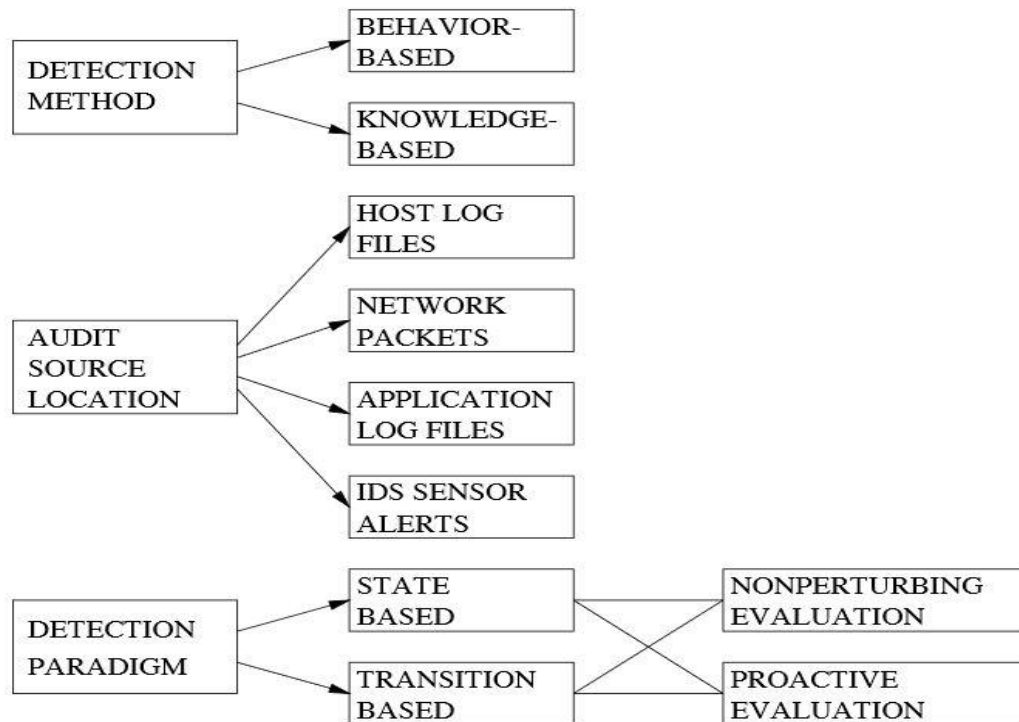 DETECTION
METHOD
BEHAVIOR-
BASED
KNOWLEDGE-
BASED
AUDIT
SOURCE
LOCATION
HOST LOG
FILES
NETWORK
PACKETS
APPLICATION
LOG FILES
IDS SENSOR
ALERTS
DETECTION
PARADIGM
STATE
BASED
TRANSITION
BASED
NONPERTURBING
EVALUATION
PROACTIVE
EVALUATION